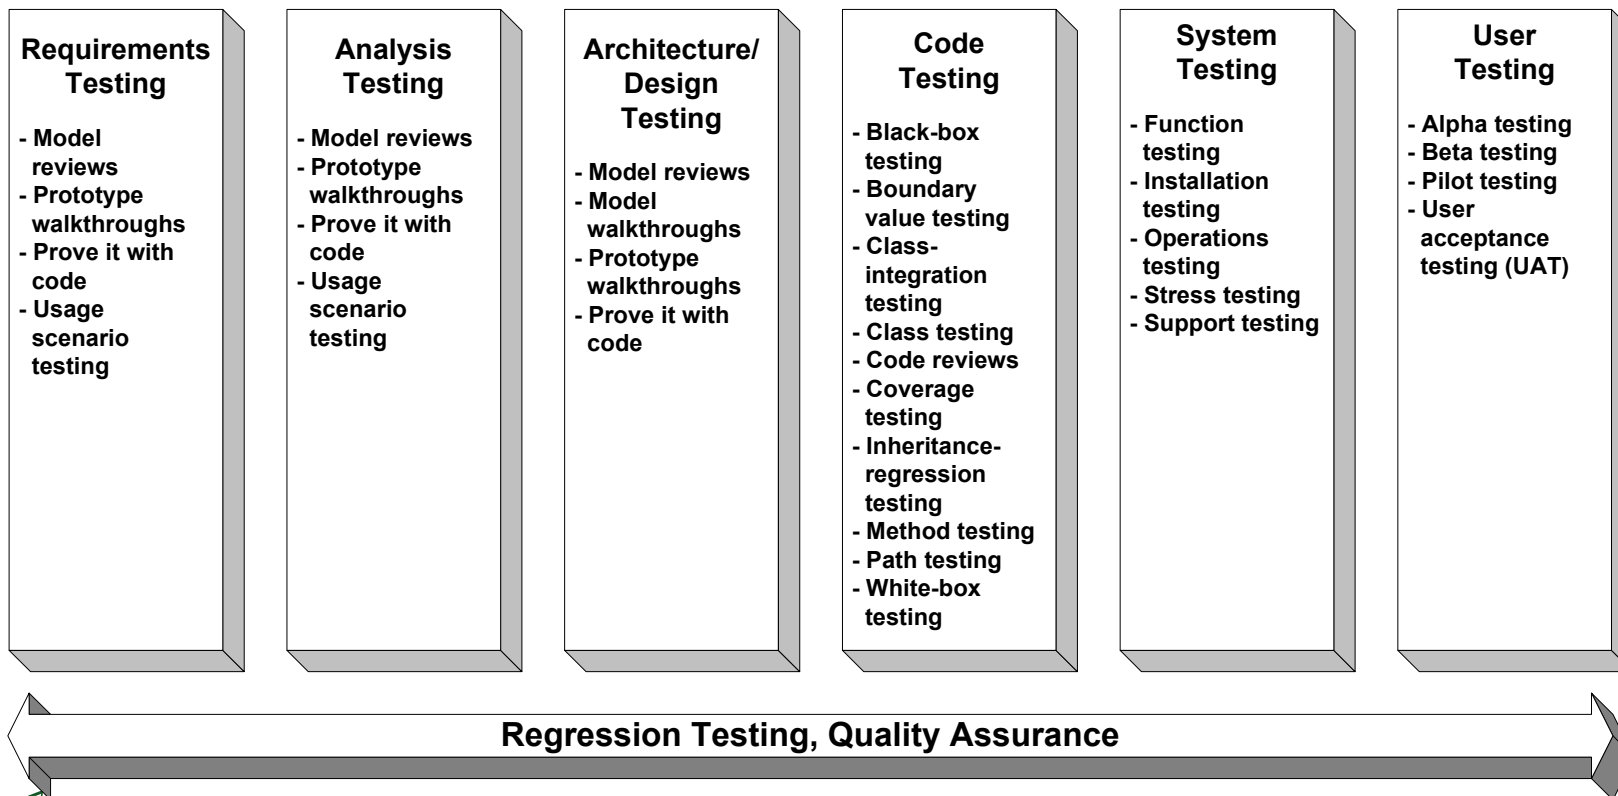 Requirements
Testing
- Model
reviews
- Prototype
walkthroughs
- Prove it with
code
- Usage
scenario
testing
Analysis
Testing
- Model reviews
- Prototype
walkthroughs
- Prove it with
code
- Usage
scenario
testing
Architecture/
Design
Testing
- Model reviews
- Model
walkthroughs
- Prototype
walkthroughs
- Prove it with
code
Code
Testing
- Black-box
testing
- Boundary
value testing
- Class-
integration
testing
- Class testing
- Code reviews
- Coverage
testing
- Inheritance-
regression
testing
- Method testing
- Path testing
- White-box
testing
System
Testing
- Function
testing
- Installation
testing
- Operations
testing
- Stress testing
- Support testing
User
Testing
- Alpha testing
- Beta testing
- Pilot testing
- User
acceptance
testing (UAT)
Regression Testing, Quality Assurance